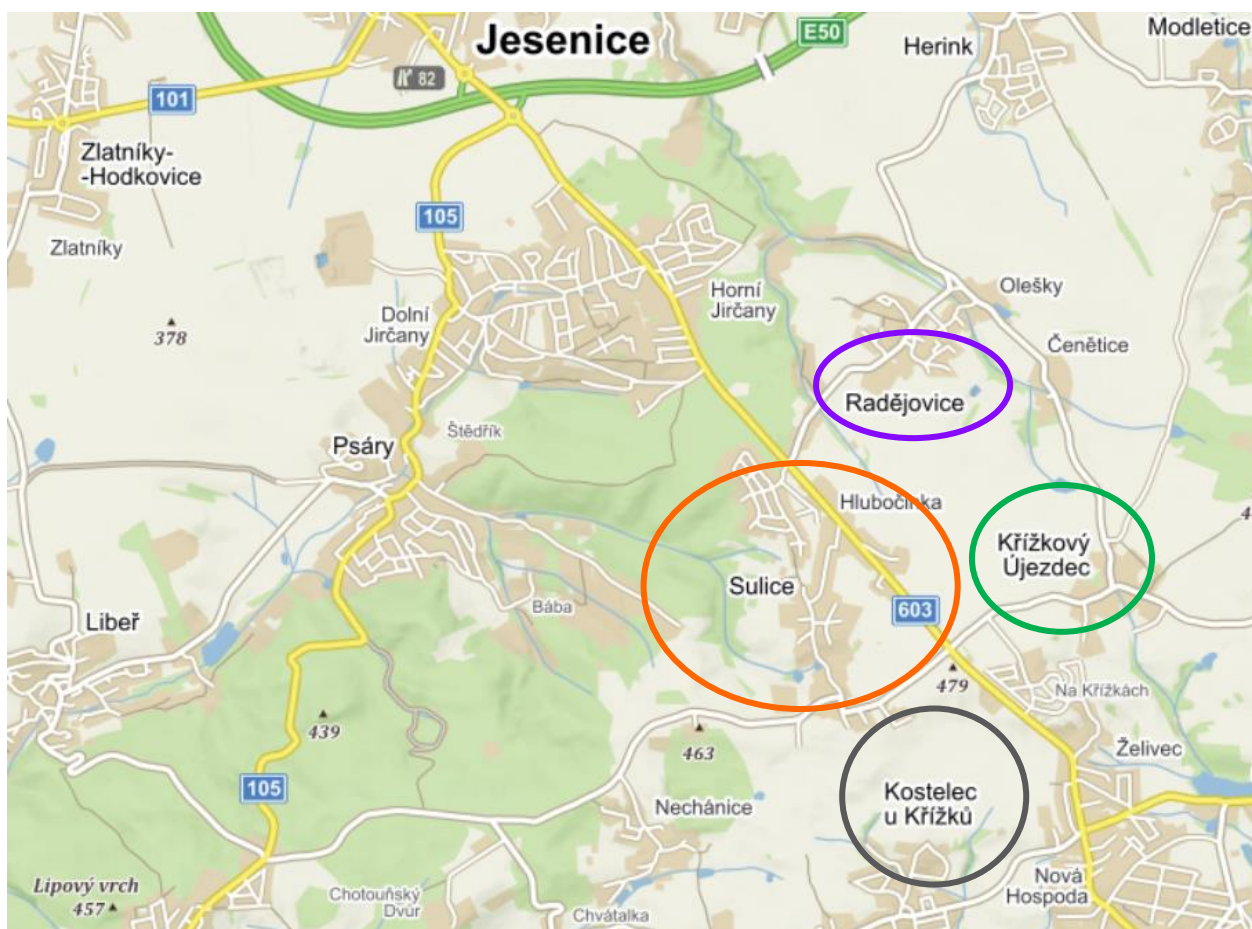 Jesenice
E50
Herink
Modletice
82
101
Zlatníky-
-Hodkovice
105
Zlatníky
Horní
Jirčany
Olešky
Dolní
Jirčany
378
Čenětice
Radějovice
Štědřík
Psáry
Hlubočinka
Křížkový
Újezdec
Sulice
Bába
603
Libeř
479
Na Křížkách
439
463
Želivec
105
Nechánice
Kostelec
u Křížků
Lipový vrch
457
Chotouňský
Dvůr
Chvátalka
Nová
Hospoda